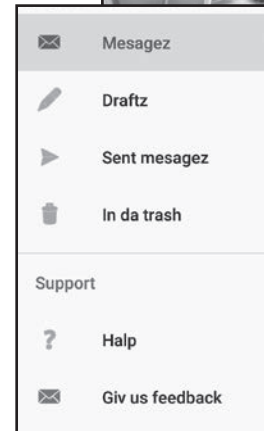 Mesagez
Draftz
Sent mesagez
In da trash
Support
Halp
Giv us feedback